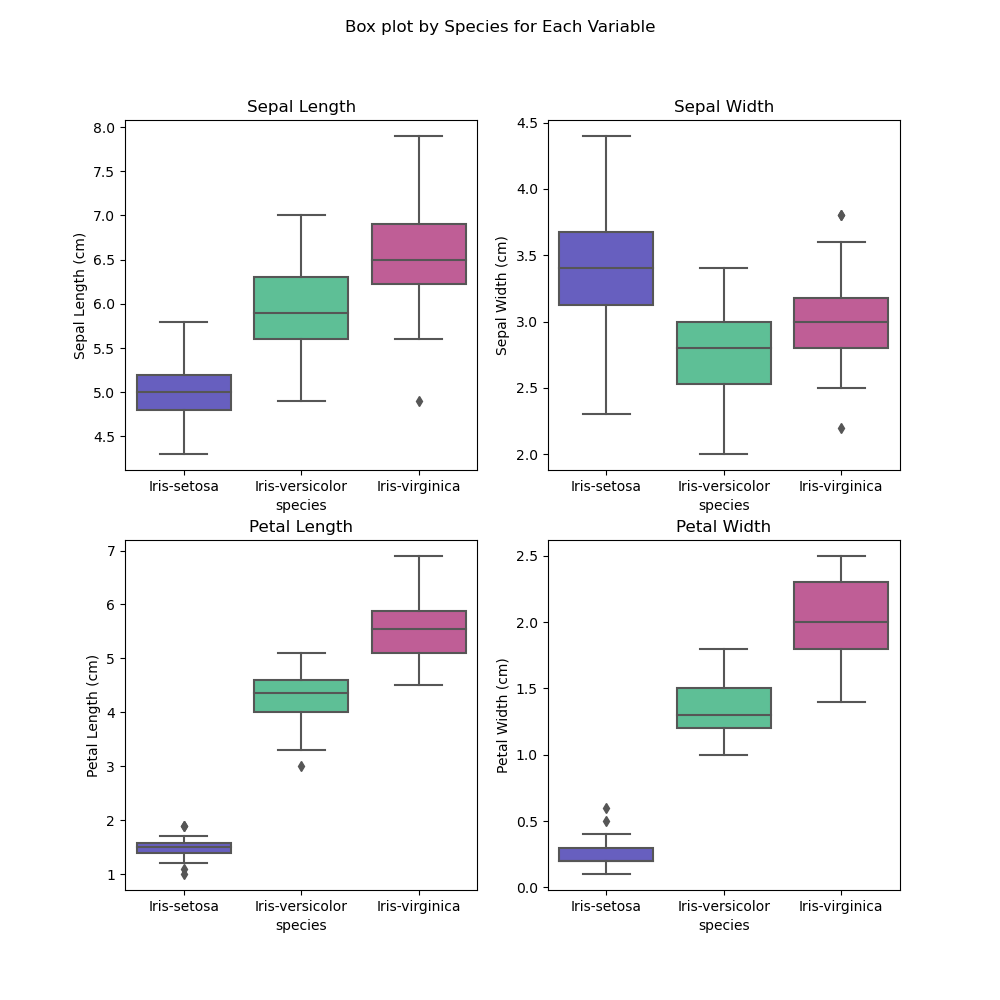 Box plot by Species for Each Variable
Sepal Length
8.0
7.5
7.0
6.5
6.0
5.5
5.0
4.5
Sepal Length (cm)
Iris-setosa Iris-versicolor Iris-virginica
species
Sepal Width
4.5
4.0
3.5
3.0
2.5
2.0
Sepal Width (cm)
Iris-setosa Iris-versicolor Iris-virginica
species
Petal Length
7
6
5
4
3
2
1
Petal Length (cm)
Iris-setosa Iris-versicolor Iris-virginica
species
Petal Width
2.5
2.0
1.5
1.0
0.5
0.0
Petal Width (cm)
Iris-setosa Iris-versicolor Iris-virginica
species